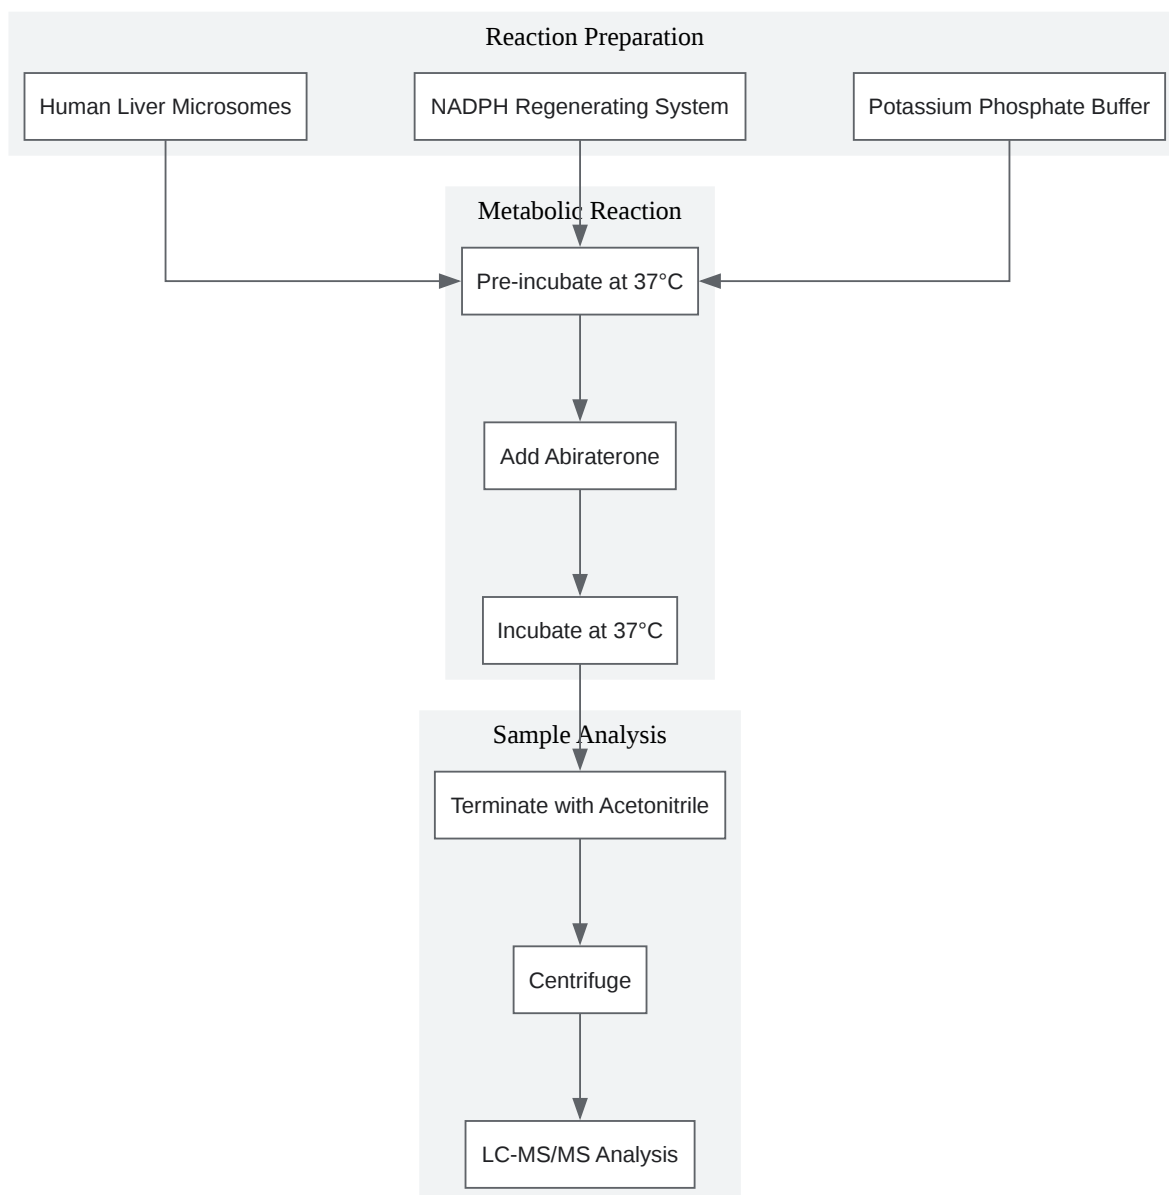 Reaction Preparation
Human Liver Microsomes
NADPH Regenerating System
Potassium Phosphate Buffer
Metabolic Reaction
Pre-incubate at 37°C
Add Abiraterone
Incubate at 37°C
Sample Analysis
Terminate with Acetonitrile
Centrifuge
LC-MS/MS Analysis